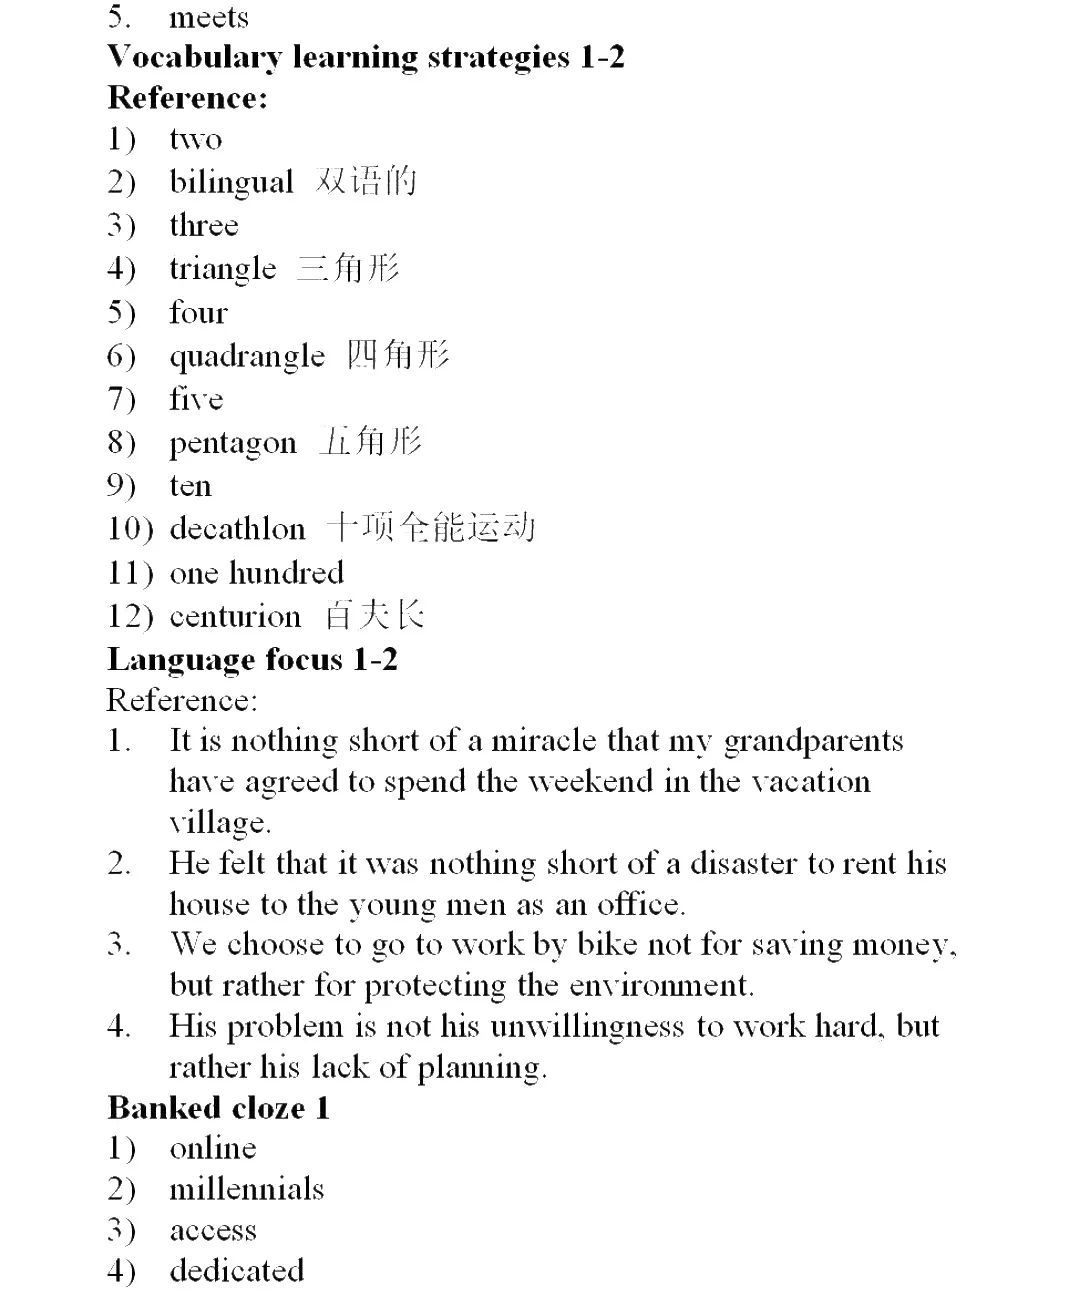 5. meets
Vocabulary learning strategies 1-2
Reference:
1) two
2) bilingual 双语的
3) three
4) triangle 三角形
5) four
6) quadrangle 四角形
7) five
8) pentagon 五角形
9) ten
10) decathlon 十项全能运动
11) one hundred
12) centurion 百夫长
Language focus 1-2
Reference:
1. It is nothing short of a miracle that my grandparents
have agreed to spend the weekend in the vacation
village.
2. He felt that it was nothing short of a disaster to rent his
house to the young men as an office.
3. We choose to go to work by bike not for saving money,
but rather for protecting the environment.
4. His problem is not his unwillingness to work hard, but
rather his lack of planning.
Banked cloze 1
1) online
2) millennials
3) access
4) dedicated